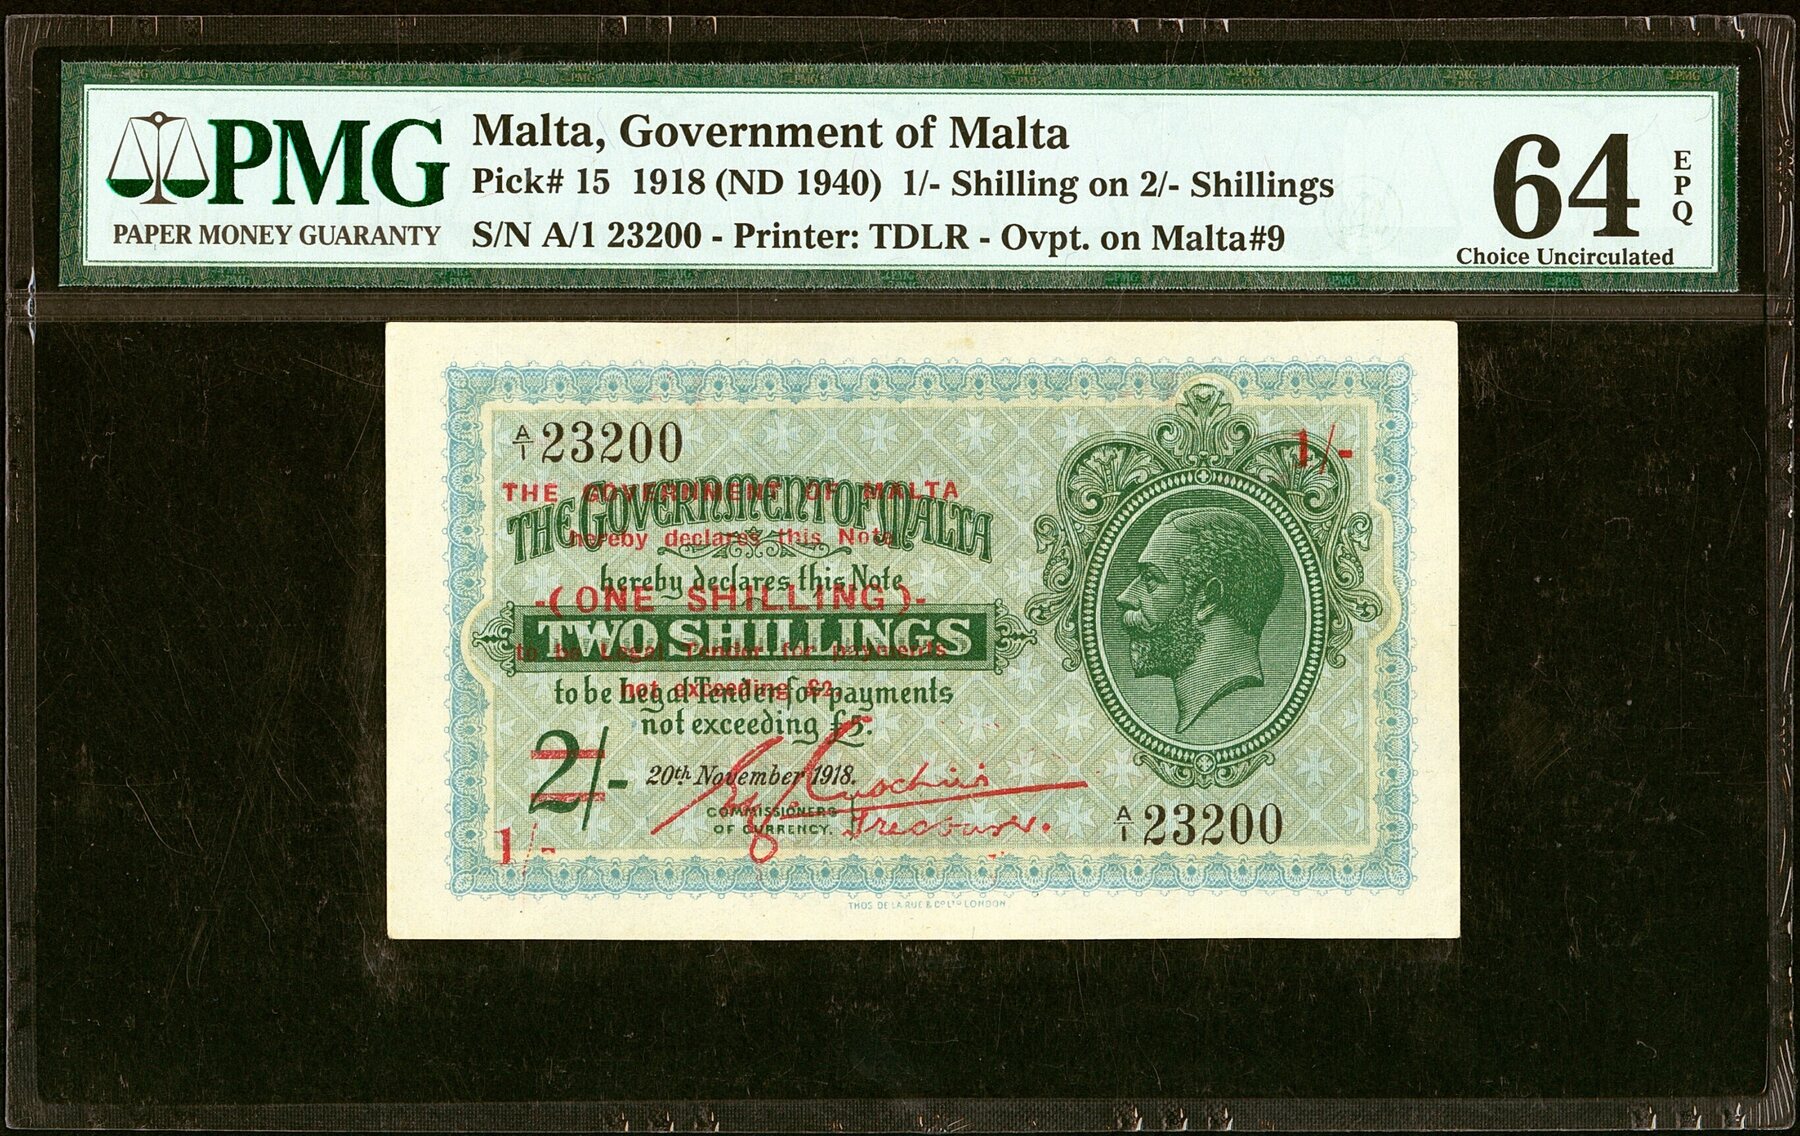 PMG
PAPER MONEY GUARANTY
Malta, Government of Malta
Pick# 15 1918 (ND 1940) 1/- Shilling on 2/- Shillings
S/N A/1 23200 - Printer: TDLR - Ovpt. on Malta#9
64
EPQ
Choice Uncirculated
A/1 23200
1/-
THE GOVERNMENT OF MALTA
THE GOVERNMENT OF MALTA
hereby declares this Note
hereby declares this Note
-(ONE SHILLING)-
TWO SHILLINGS
to be Legal Tender for payments
not exceeding £2.
to be Legal Tender for payments
not exceeding £5.
2/-
20th November 1918.
COMMISSIONERS
OF CURRENCY.
Treasurer.
A/1 23200
1/-
THOS DE LA RUE & CO LTD LONDON